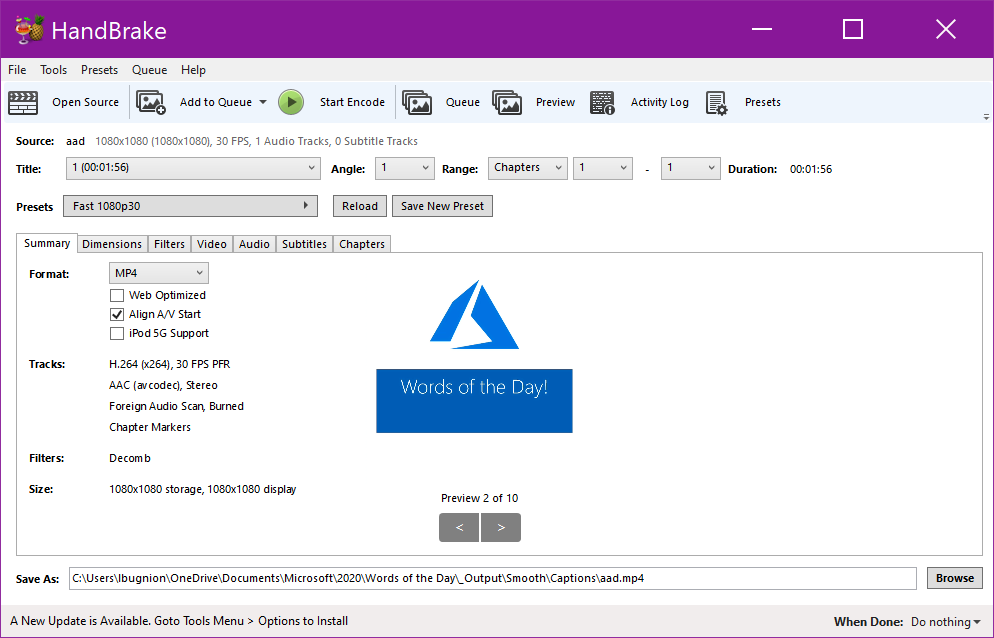 HandBrake
File Tools Presets Queue Help
Open Source Add to Queue Start Encode Queue Preview Activity Log Presets
Source: aad 1080x1080 (1080x1080), 30 FPS, 1 Audio Tracks, 0 Subtitle Tracks
Title: 1 (00:01:56) Angle: 1 Range: Chapters 1 - 1 Duration: 00:01:56
Presets Fast 1080p30 Reload Save New Preset
Summary Dimensions Filters Video Audio Subtitles Chapters
Format: MP4
Web Optimized
Align A/V Start
iPod 5G Support
Tracks: H.264 (x264), 30 FPS PFR
AAC (avcodec), Stereo
Foreign Audio Scan, Burned
Chapter Markers
Words of the Day!
Filters: Decomb
Size: 1080x1080 storage, 1080x1080 display
Preview 2 of 10
< >
Save As: C:\Users\lbugnion\OneDrive\Documents\Microsoft\2020\Words of the Day\_Output\Smooth\Captions\aad.mp4 Browse
A New Update is Available. Goto Tools Menu > Options to Install When Done: Do nothing